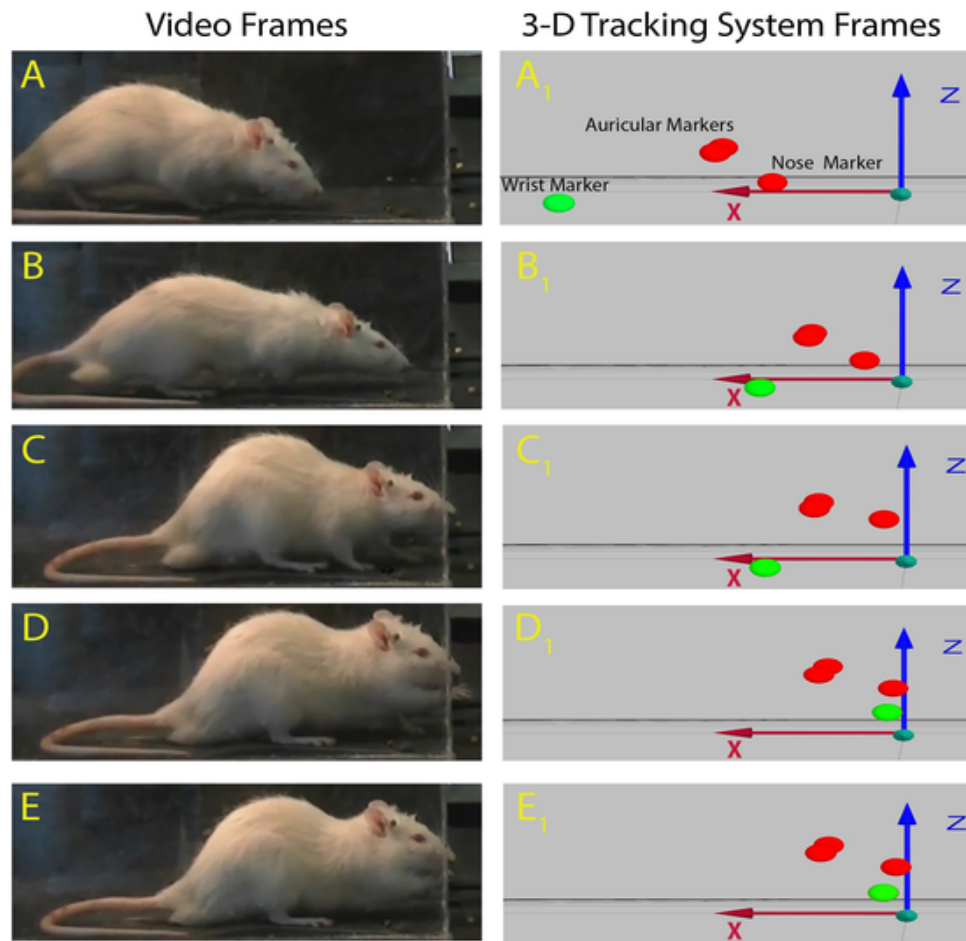 Video Frames
3-D Tracking System Frames
A
A1
Auricular Markers
Nose Marker
Wrist Marker
X
Z
B
B1
X
Z
C
C1
X
Z
D
D1
X
Z
E
E1
X
Z